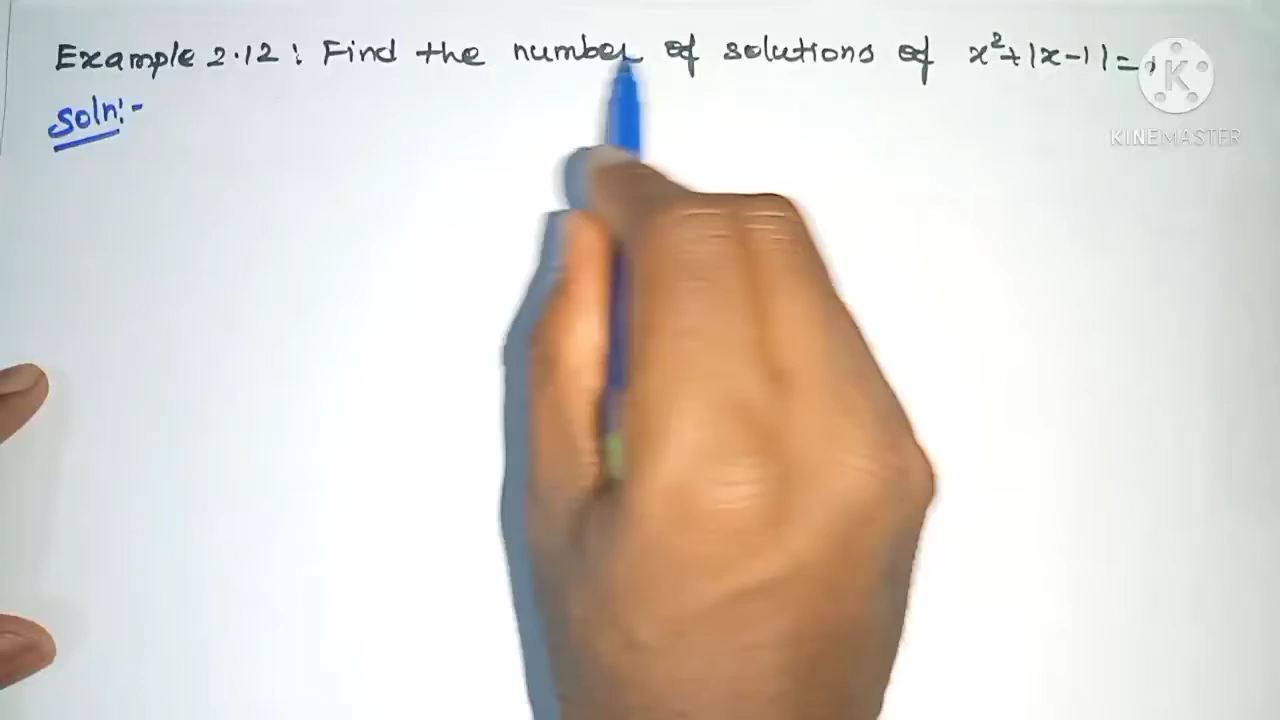 Example 2.12: Find the number of solutions of x²+|x-1|=
Soln:-
K
KINEMASTER